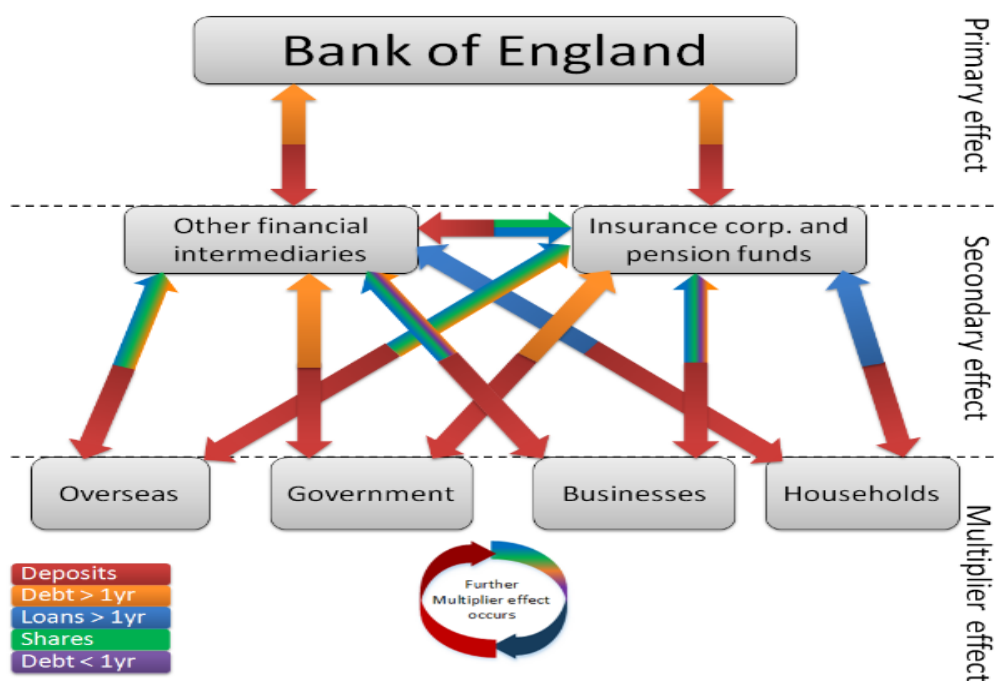 Bank of England
Primary effect
Other financial
intermediaries
Insurance corp. and
pension funds
Secondary effect
Overseas
Government
Businesses
Households
Multiplier effect
Deposits
Debt > 1yr
Loans > 1yr
Shares
Debt < 1yr
Further
Multiplier effect
occurs